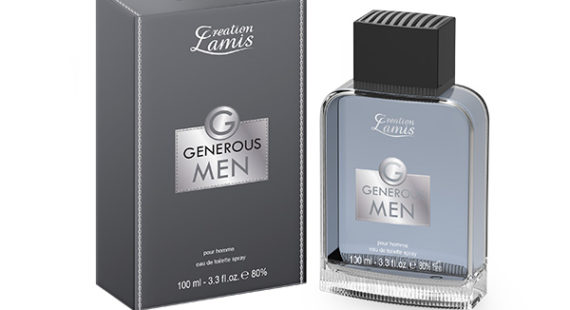 Creation
Lamis
G
GENEROUS
MEN
pour homme
eau de toilette spray
100 ml - 3.3 fl.oz. ℮ 80%
Creation
Lamis
G
GENEROUS
MEN
pour homme
eau de toilette spray
100 ml - 3.3 fl.oz. ℮ 80%